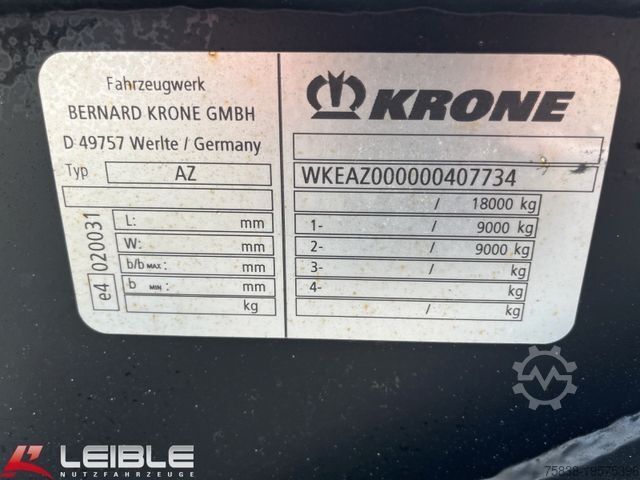 Fahrzeugwerk
BERNARD KRONE GMBH
D 49757 Werlte / Germany
Typ AZ
L: mm
W: mm
b/b MAX: mm
b MIN: mm
kg
e4 020031
KRONE
WKEAZ000000407734
/ 18000 kg
1- / 9000 kg
2- / 9000 kg
3- / kg
4- / kg
/ kg
LEIBLE
NUTZFAHRZEUGE